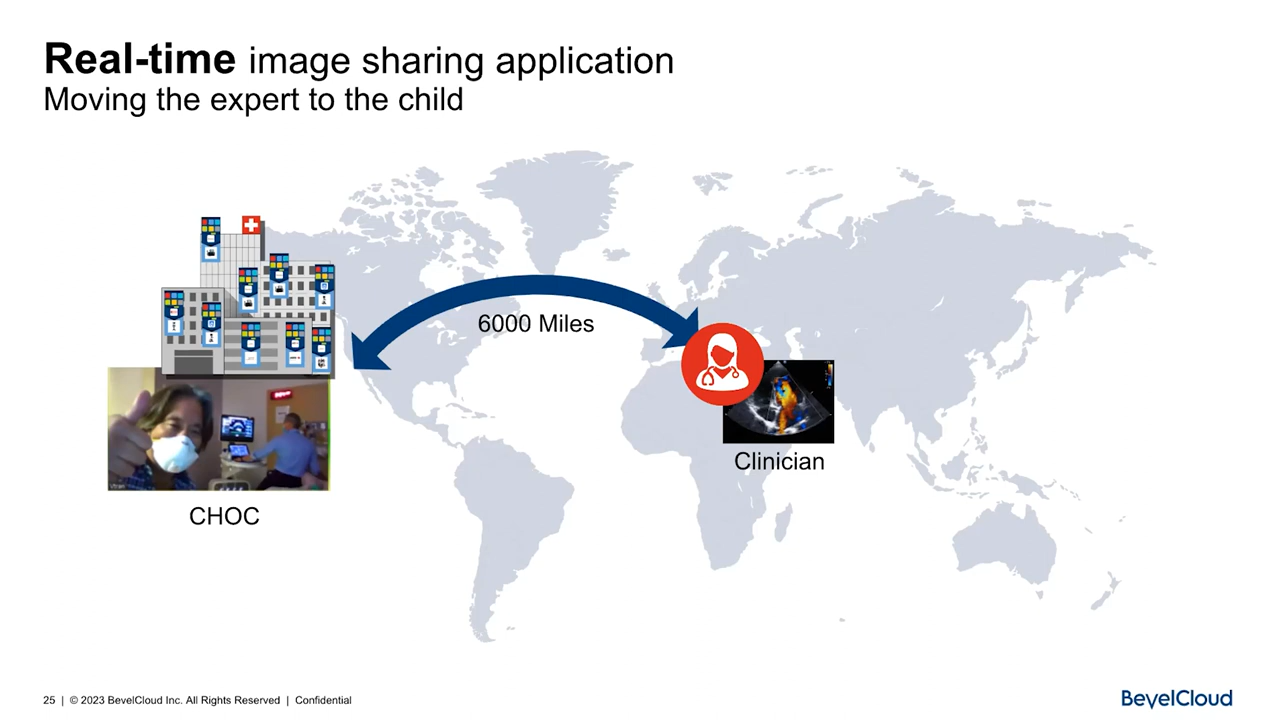 Real-time image sharing application
Moving the expert to the child
6000 Miles
Clinician
CHOC
25 | © 2023 BevelCloud Inc. All Rights Reserved | Confidential
BevelCloud